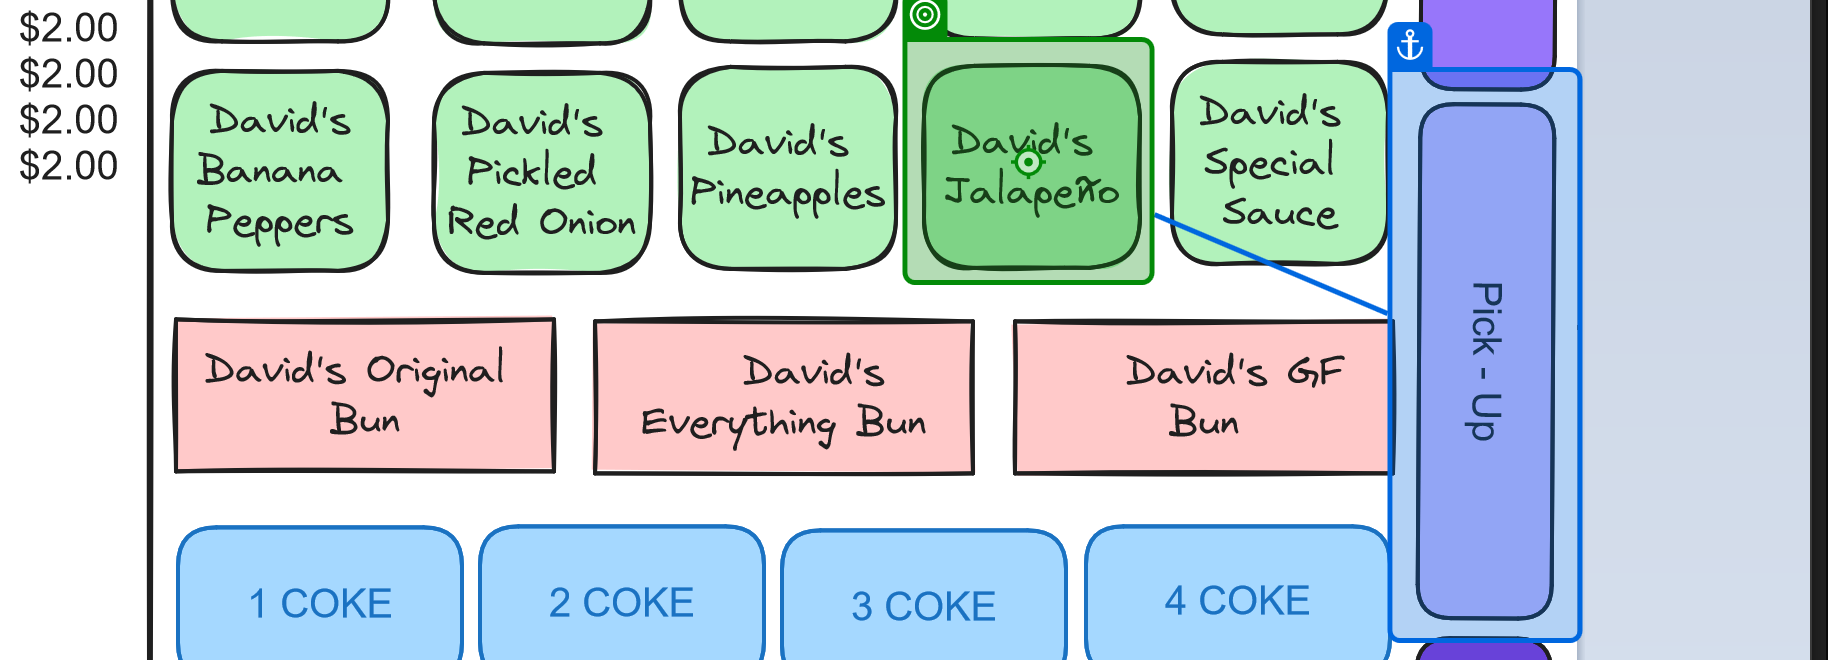 $2.00
$2.00
$2.00
$2.00
David's
Banana
Peppers
David's
Pickled
Red Onion
David's
Pineapples
David's
Jalapeño
David's
Special
Sauce
David's Original
Bun
David's
Everything Bun
David's GF
Bun
Pick - Up
1 COKE
2 COKE
3 COKE
4 COKE